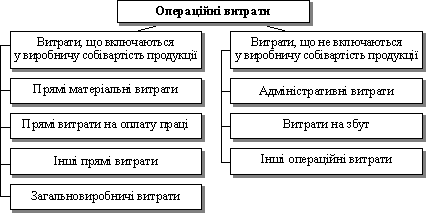 Операційні витрати
Витрати, що включаються
у виробничу собівартість продукції
Прямі матеріальні витрати
Прямі витрати на оплату праці
Інші прямі витрати
Загальновиробничі витрати
Витрати, що не включаються
у виробничу собівартість продукції
Адміністративні витрати
Витрати на збут
Інші операційні витрати